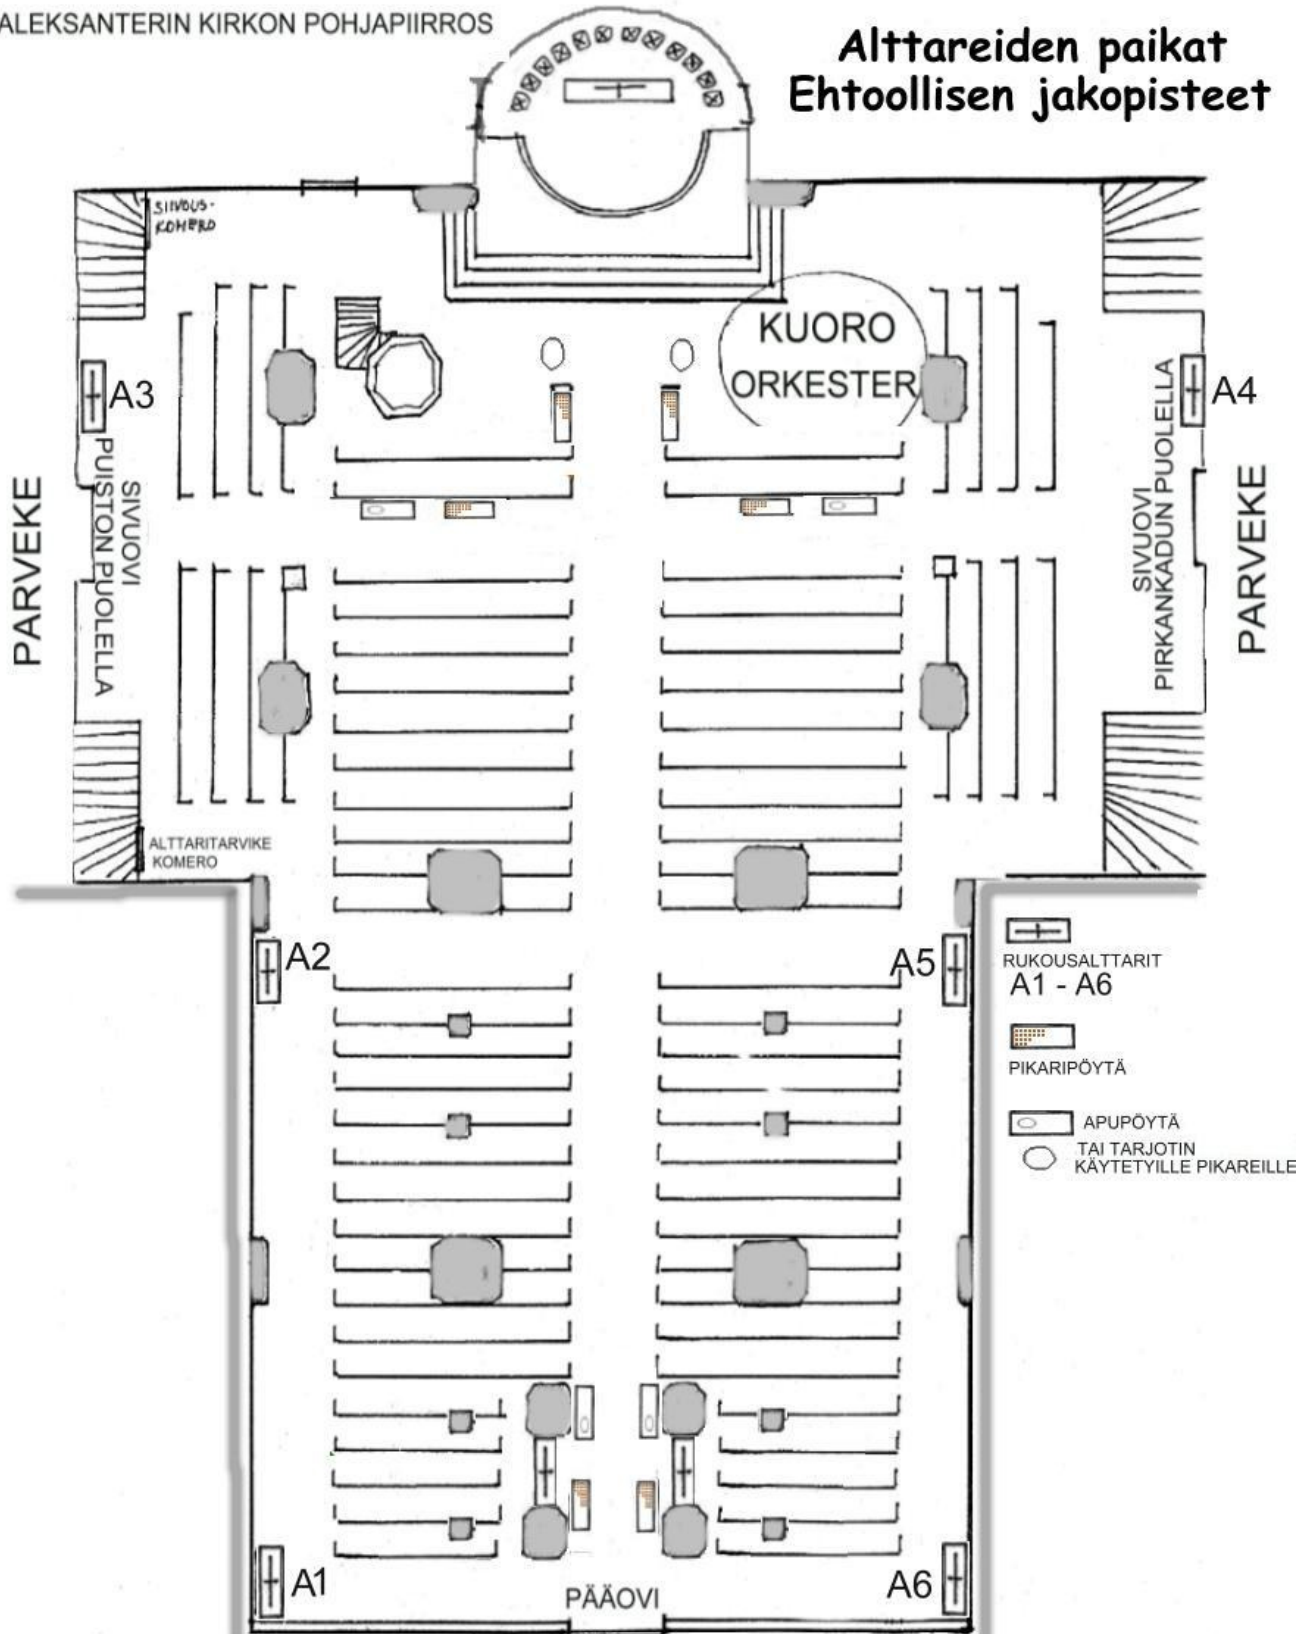 ALEKSANTERIN KIRKON POHJAPIIRROS
Alttareiden paikat
Ehtoollisen jakopisteet
SIIVOUS-
KOMERO
KUORO
ORKESTER
A3
A4
PARVEKE
SIVUOVI
PUISTON PUOLELLA
SIVUOVI
PIRKANKADUN PUOLELLA
PARVEKE
ALTTARITARVIKE
KOMERO
A2
A5
RUKOUSALTTARIT
A1 - A6
PIKARIPÖYTÄ
APUPÖYTÄ
TAI TARJOTIN
KÄYTETYILLE PIKAREILLE
A1
A6
PÄÄOVI